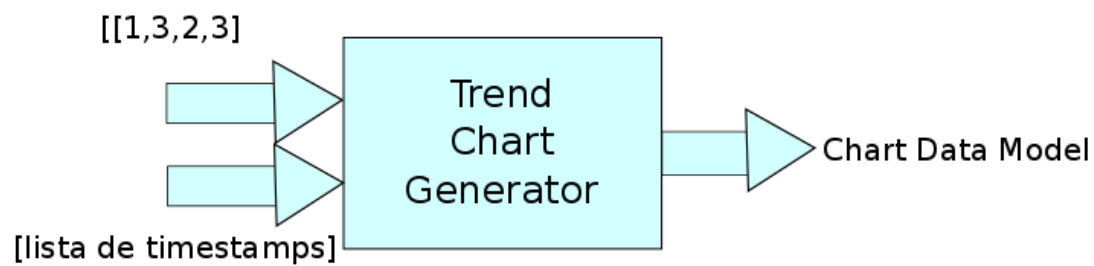 [[1,3,2,3]
Trend
Chart
Generator
Chart Data Model
[lista de timestamps]